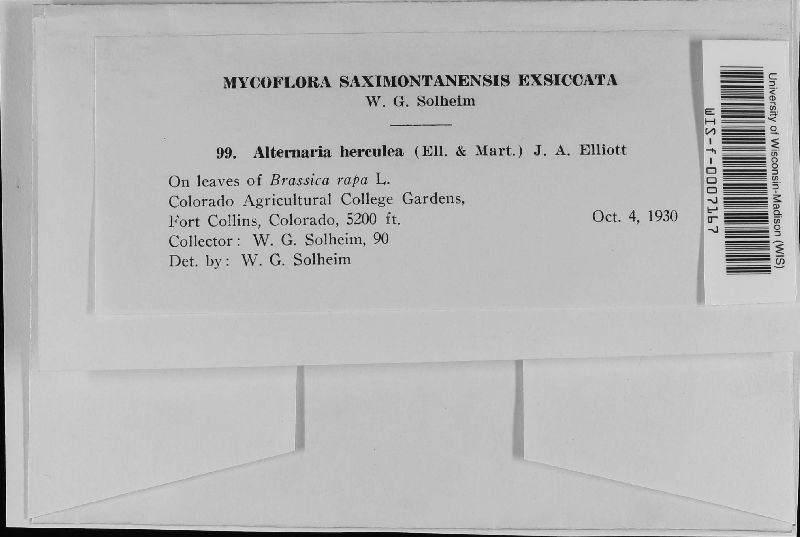 MYCOFLORA SAXIMONTANENSIS EXSICCATA
W. G. Solheim
99. Alternaria herculea (Ell. & Mart.) J. A. Elliott
On leaves of Brassica rapa L.
Colorado Agricultural College Gardens,
Fort Collins, Colorado, 5200 ft. Oct. 4, 1930
Collector: W. G. Solheim, 90
Det. by: W. G. Solheim
University of Wisconsin-Madison (WIS)